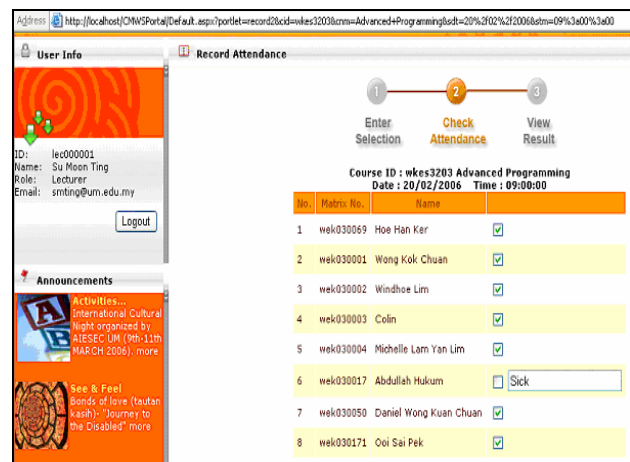 Address http://localhost/CMWSPortal/Default.aspx?portlet=record2&cid=wkes3203&cnm=Advanced+Programming&sdt=20%2f02%2f2006&stm=09%3a00%3a00
User Info
ID: lec000001
Name: Su Moon Ting
Role: Lecturer
Email: smting@um.edu.my
Logout
Announcements
Activities...
International Cultural
Night organized by
AIESEC UM (9th-11th
MARCH 2006). more
See & Feel
Bonds of love (tautan
kasih)- "Journey to
the Disabled" more
Record Attendance
1 2 3
Enter Selection
Check Attendance
View Result
Course ID : wkes3203 Advanced Programming
Date : 20/02/2006 Time : 09:00:00
No. Matrix No. Name
1 wek030069 Hoe Han Ker
2 wek030001 Wong Kok Chuan
3 wek030002 Windhoe Lim
4 wek030003 Colin
5 wek030004 Michelle Lam Yan Lim
6 wek030017 Abdullah Hukum Sick
7 wek030050 Daniel Wong Kuan Chuan
8 wek030171 Ooi Sai Pek